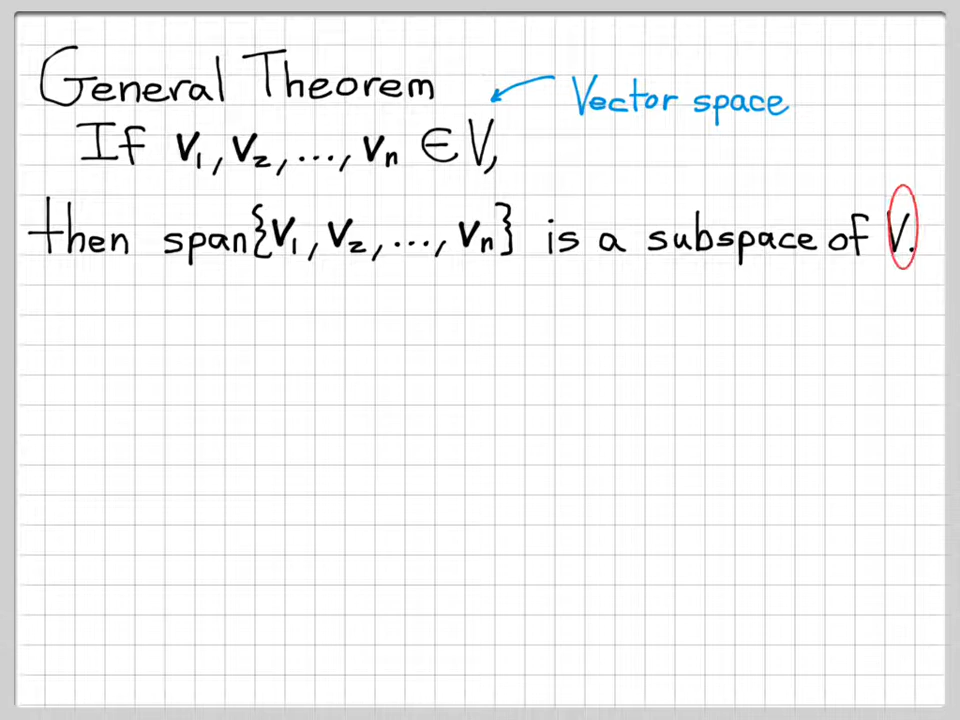 General Theorem
Vector space
If v₁, v₂, ..., vₙ ∈ V,
then span{v₁, v₂, ..., vₙ} is a subspace of V.